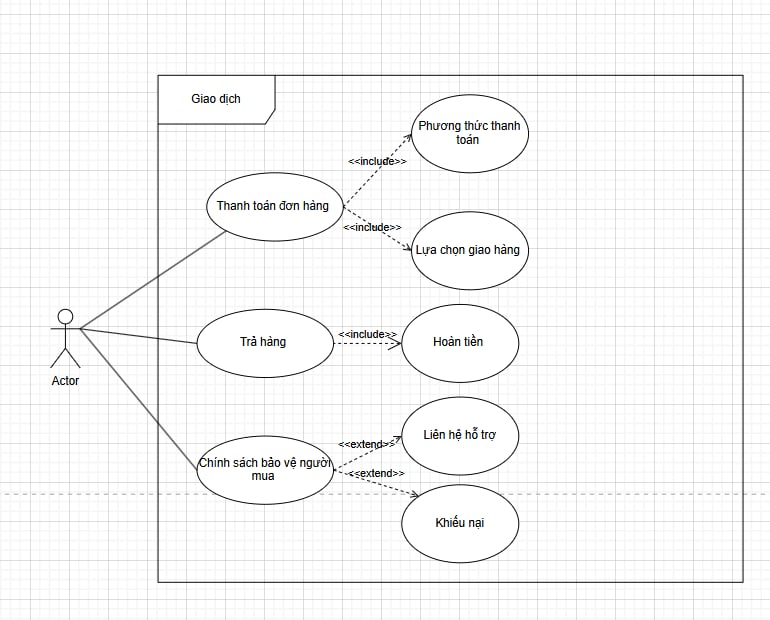 Giao dịch
Phương thức thanh
toán
<<include>>
Thanh toán đơn hàng
<<include>>
Lựa chọn giao hàng
Trả hàng
<<include>>
Hoàn tiền
Actor
Chính sách bảo vệ người
mua
<<extend>>
Liên hệ hỗ trợ
<<extend>>
Khiếu nại